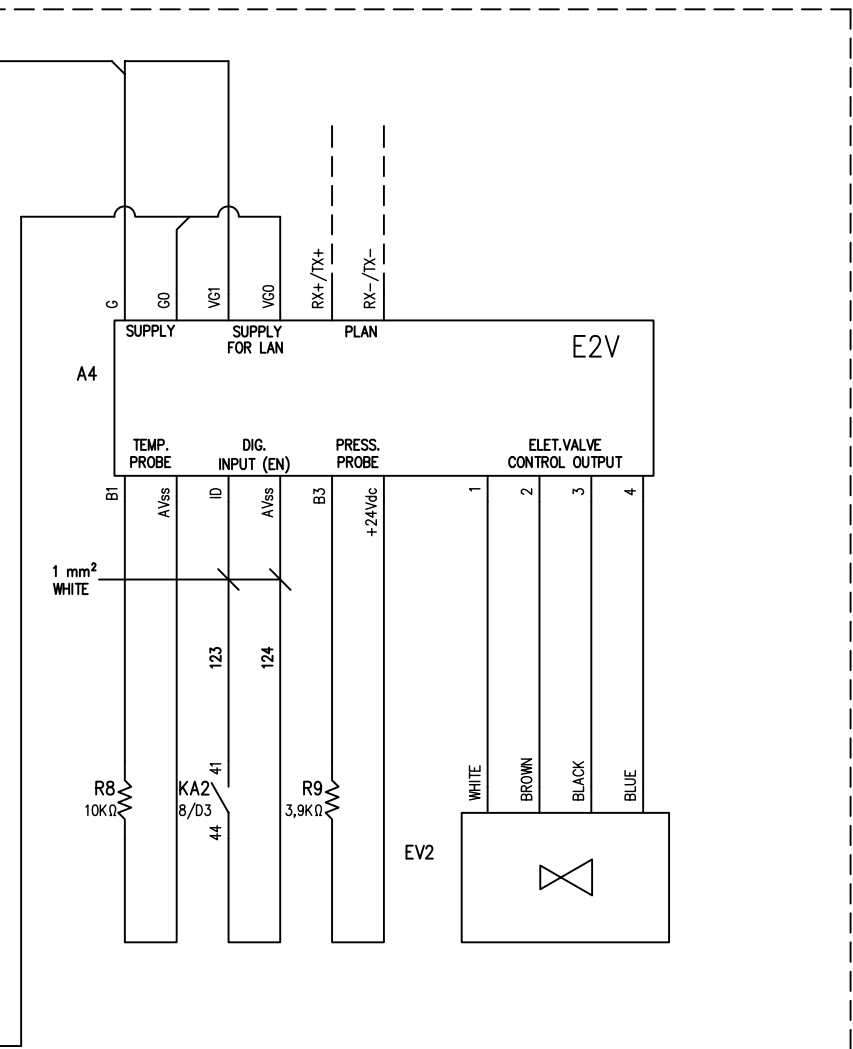 RX+/TX+
RX-/TX-
G
G0
VG1
VG0
SUPPLY
SUPPLY
FOR LAN
PLAN
E2V
A4
TEMP.
PROBE
DIG.
INPUT (EN)
PRESS.
PROBE
ELET.VALVE
CONTROL OUTPUT
B1
AVss
ID
AVss
B3
+24Vdc
1
2
3
4
1 mm²
WHITE
123
124
41
R8
10KΩ
KA2
8/D3
44
R9
3,9KΩ
WHITE
BROWN
BLACK
BLUE
EV2